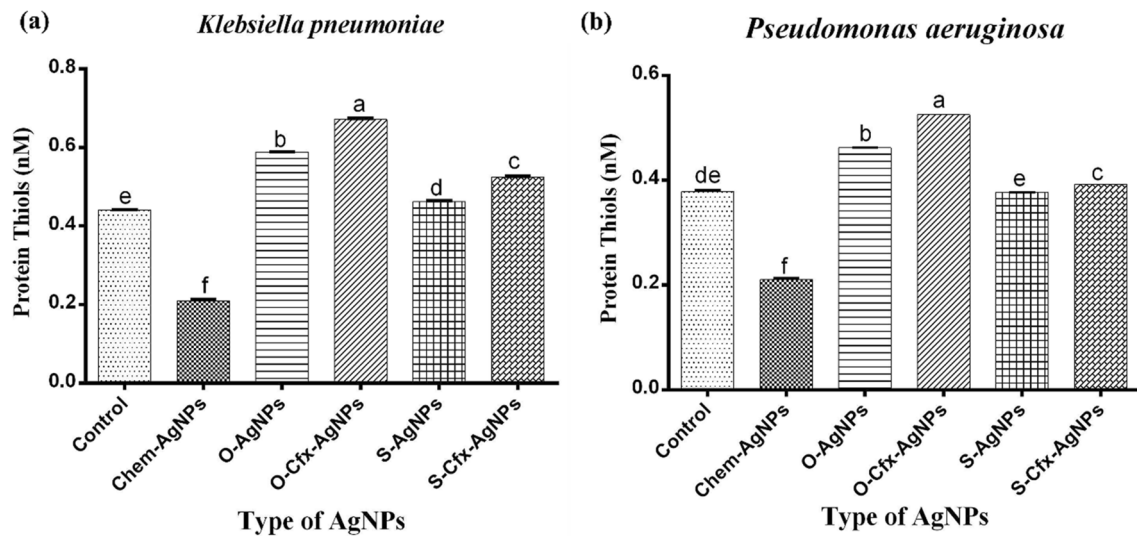 (a)
Klebsiella pneumoniae
Protein Thiols (nM)
0.8
0.6
0.4
0.2
0.0
e
f
b
a
d
c
Control
Chem-AgNPs
O-AgNPs
O-Cfx-AgNPs
S-AgNPs
S-Cfx-AgNPs
Type of AgNPs
(b)
Pseudomonas aeruginosa
Protein Thiols (nM)
0.6
0.4
0.2
0.0
de
f
b
a
e
c
Control
Chem-AgNPs
O-AgNPs
O-Cfx-AgNPs
S-AgNPs
S-Cfx-AgNPs
Type of AgNPs